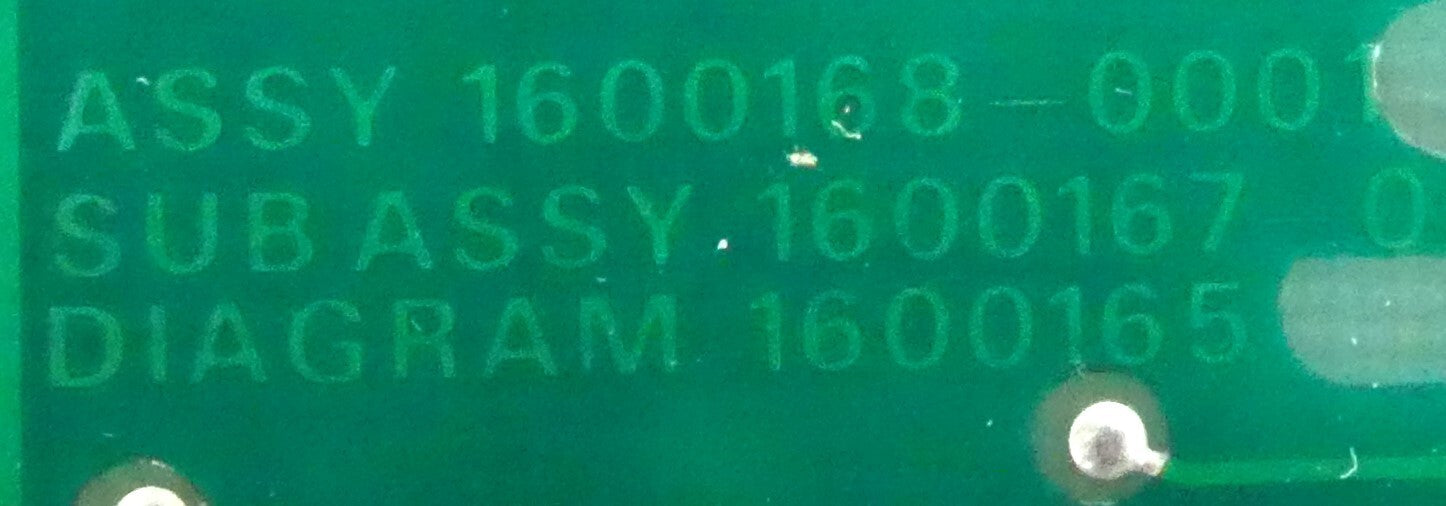 ASSY 1600168-0001
SUBASSY 1600167 0
DIAGRAM 1600165